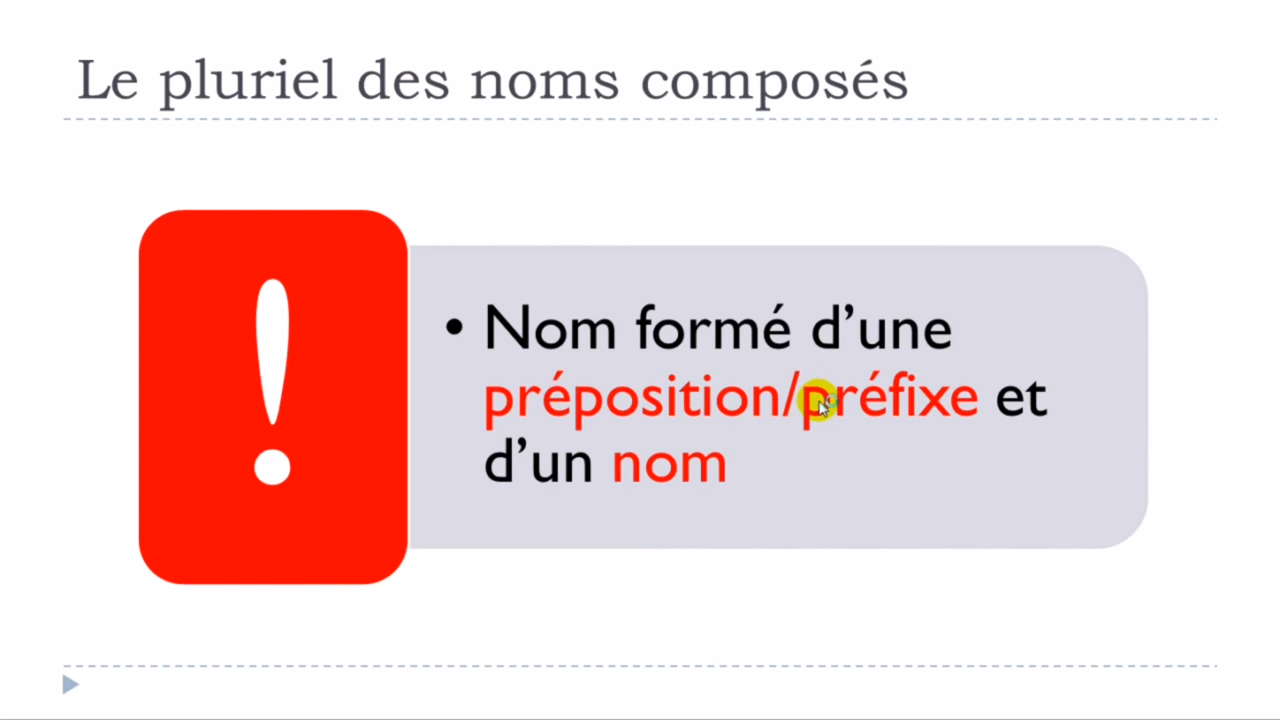 Le pluriel des noms composés
!
• Nom formé d’une
préposition/préfixe et
d’un nom